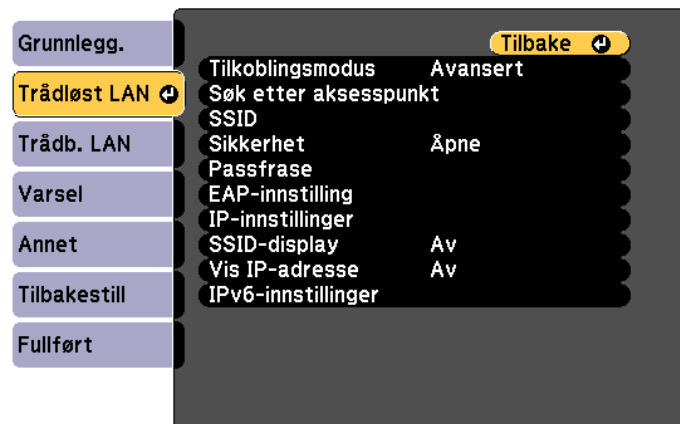 Grunnlegg.
Trådløst LAN
Trådb. LAN
Varsel
Annet
Tilbakestill
Fullført
Tilbake
Tilkoblingsmodus Avansert
Søk etter aksesspunkt
SSID
Sikkerhet Åpne
Passfrase
EAP-innstilling
IP-innstillinger
SSID-display Av
Vis IP-adresse Av
IPv6-innstillinger